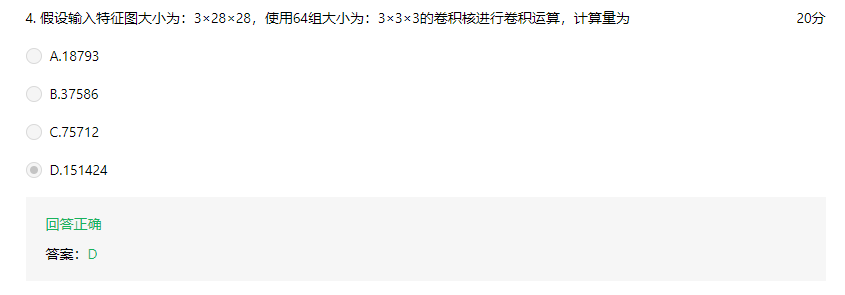 4. 假设输入特征图大小为：3×28×28，使用64组大小为：3×3×3的卷积核进行卷积运算，计算量为 20分
A.18793
B.37586
C.75712
D.151424
回答正确
答案：D